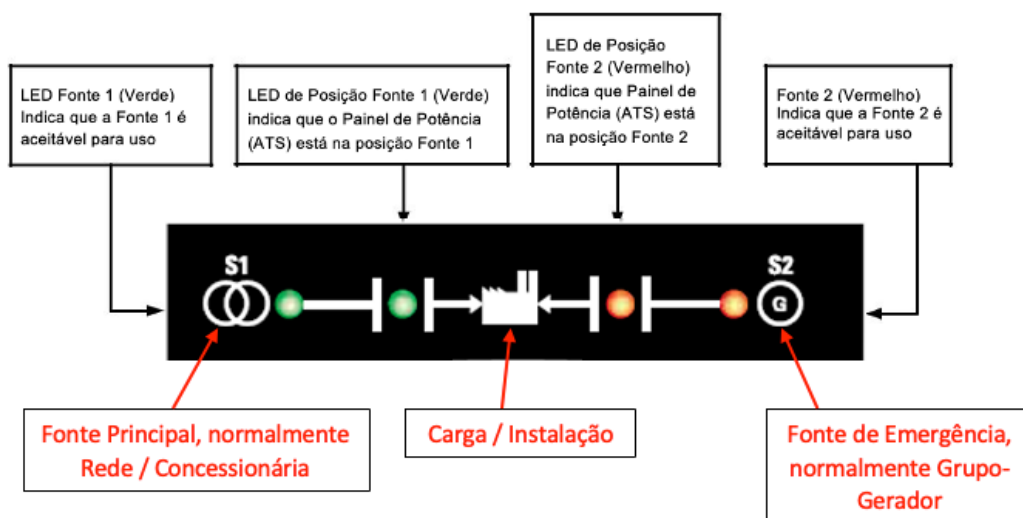 LED Fonte 1 (Verde)
Indica que a Fonte 1 é
aceitável para uso
LED de Posição Fonte 1 (Verde)
indica que o Painel de Potência
(ATS) está na posição Fonte 1
LED de Posição
Fonte 2 (Vermelho)
indica que Painel de
Potência (ATS) está
na posição Fonte 2
Fonte 2 (Vermelho)
Indica que a Fonte 2 é
aceitável para uso
S1
S2
G
Fonte Principal, normalmente
Rede / Concessionária
Carga / Instalação
Fonte de Emergência,
normalmente Grupo-
Gerador